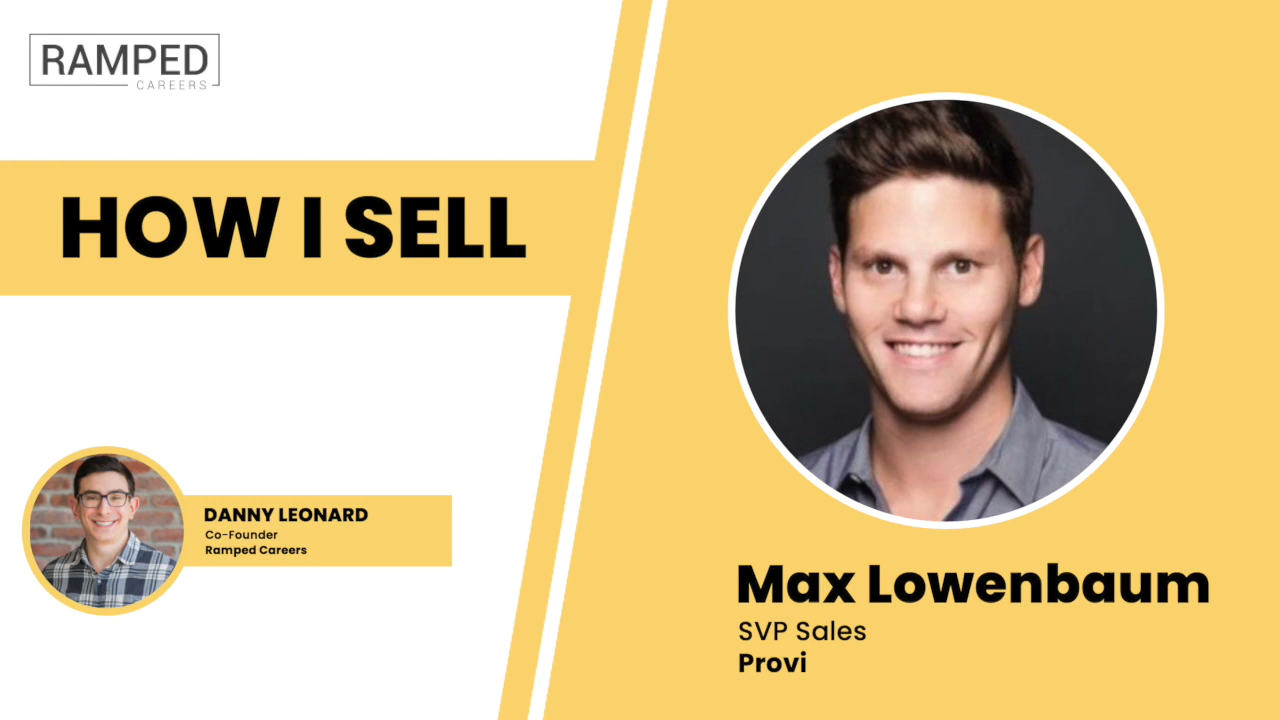 RAMPED
CAREERS
HOW I SELL
DANNY LEONARD
Co-Founder
Ramped Careers
Max Lowenbaum
SVP Sales
Provi